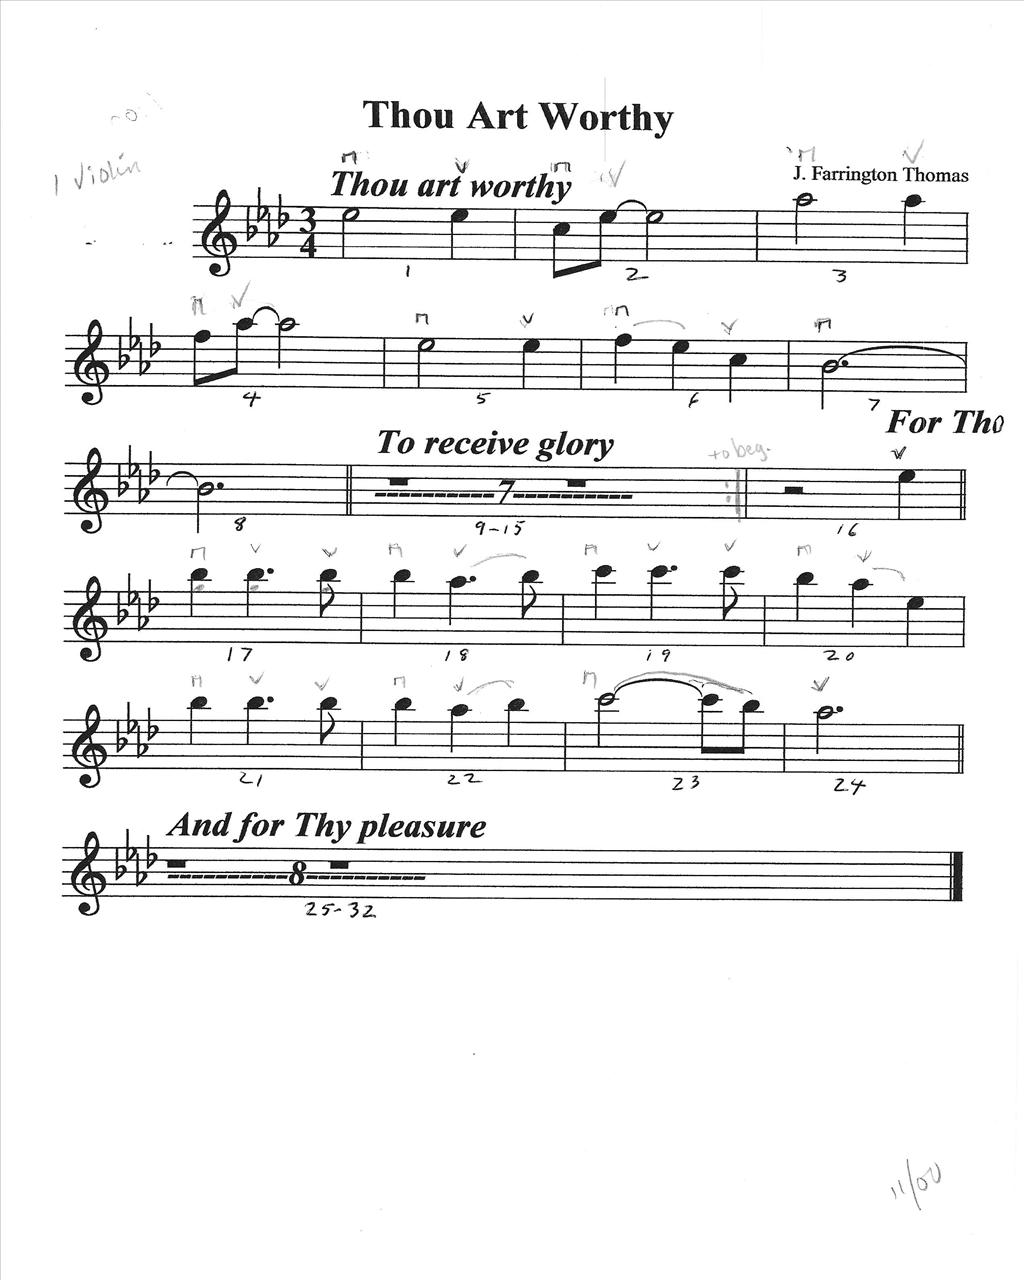 Thou Art Worthy
1 Violin
J. Farrington Thomas
Thou art worthy
3
4
1 2 3
4 5 6 7
For Tho
To receive glory
to beg.
7
8 9-15 16
17 18 19 20
21 22 23 24
And for Thy pleasure
8
25-32
11/00